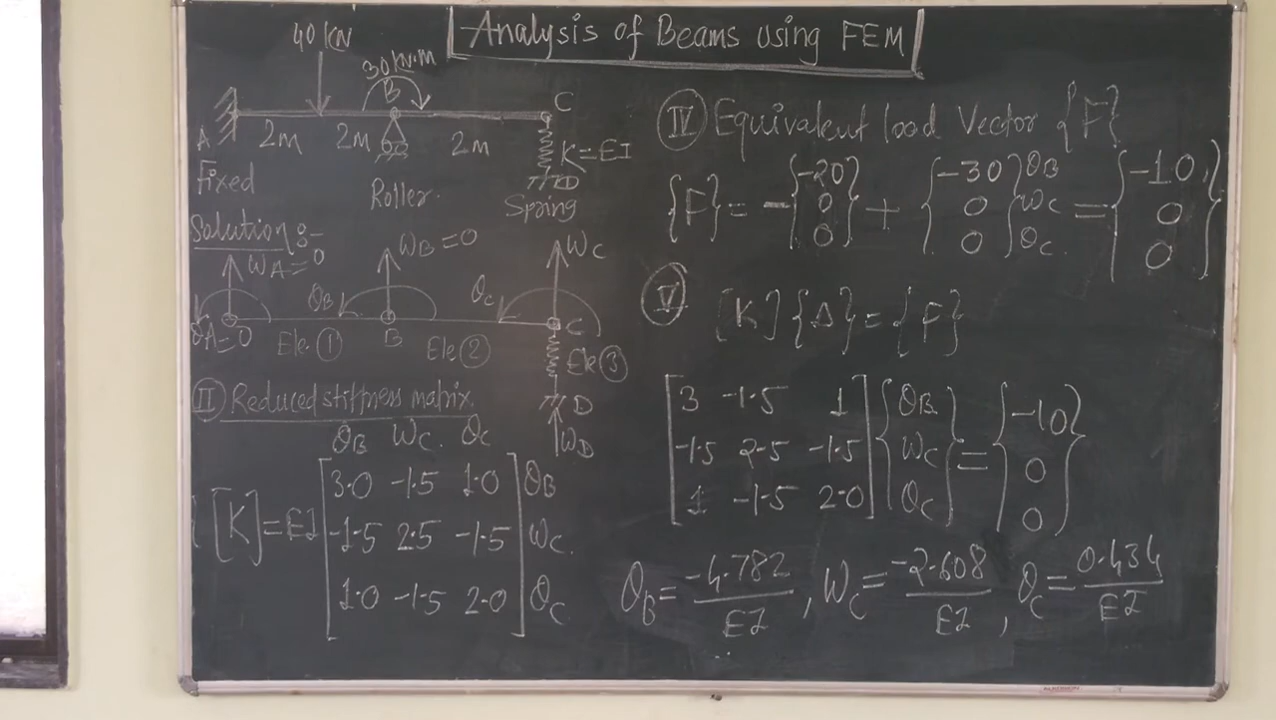 Analysis of Beams using FEM
40 kN
30 kN.m
B
C
A
2m 2m 2m
K=EI
D
Fixed
Roller.
Spring
Solution:-
WA=0
WB=0
WC
θB
θC
θA=0
Ele.①
B
Ele②
C
Ele③
D
WD
II Reduced stiffness matrix
θB WC. θC
[K]=EI
3.0 -1.5 1.0 θB
-1.5 2.5 -1.5 WC.
1.0 -1.5 2.0 θC
IV Equivalent load Vector {F}
{F}= - {-20 0 0} + {-30 0 0} θB WC θC. = {-10 0 0}
V
[K]{Δ}={F}
[3 -1.5 1] {θB} {-10}
[-1.5 2.5 -1.5] {WC} = {0}
[1 -1.5 2.0] {θC} {0}
θB= -4.782/EI , WC= -2.608/EI , θC= 0.434/EI